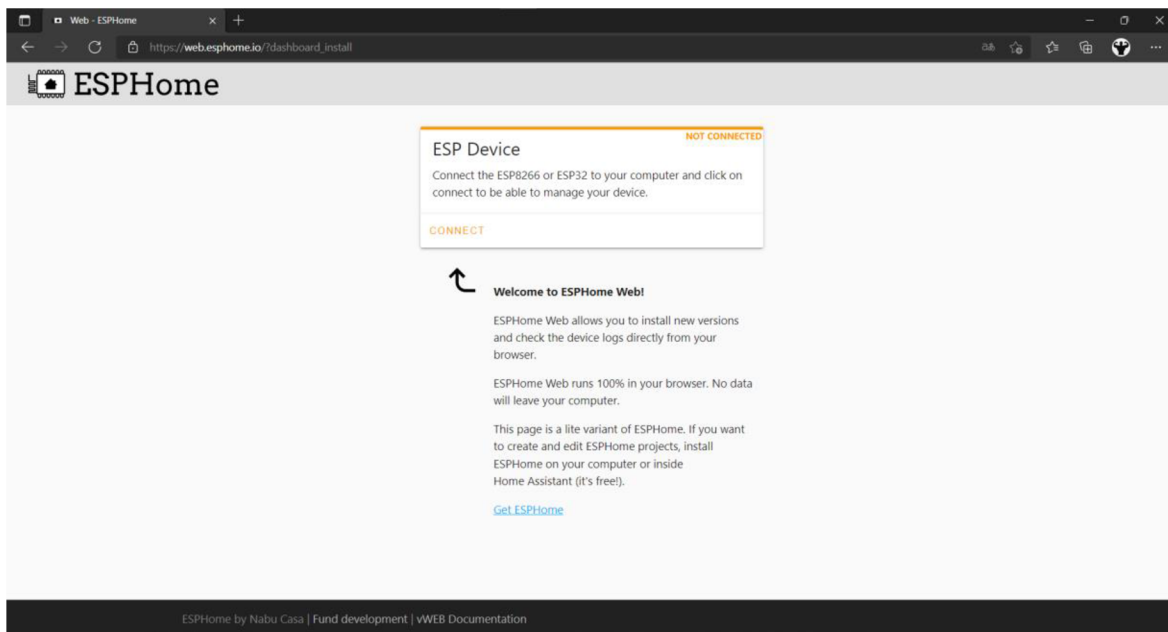 Web - ESPHome
https://web.esphome.io/?dashboard_install
ESPHome
NOT CONNECTED
ESP Device
Connect the ESP8266 or ESP32 to your computer and click on
connect to be able to manage your device.
CONNECT
Welcome to ESPHome Web!
ESPHome Web allows you to install new versions
and check the device logs directly from your
browser.
ESPHome Web runs 100% in your browser. No data
will leave your computer.
This page is a lite variant of ESPHome. If you want
to create and edit ESPHome projects, install
ESPHome on your computer or inside
Home Assistant (it's free!).
Get ESPHome
ESPHome by Nabu Casa | Fund development | vWEB Documentation